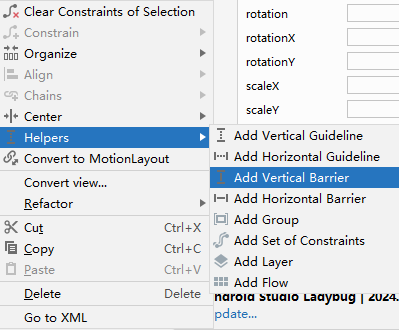 Clear Constraints of Selection
Constrain
Organize
Align
Chains
Center
Helpers
Convert to MotionLayout
Convert view...
Refactor
Cut Ctrl+X
Copy Ctrl+C
Paste Ctrl+V
Delete Delete
Go to XML
rotation
rotationX
rotationY
scaleX
scaleY
Add Vertical Guideline
Add Horizontal Guideline
Add Vertical Barrier
Add Horizontal Barrier
Add Group
Add Set of Constraints
Add Layer
Add Flow
ndroid Studio Ladybug | 2024.
pdate...